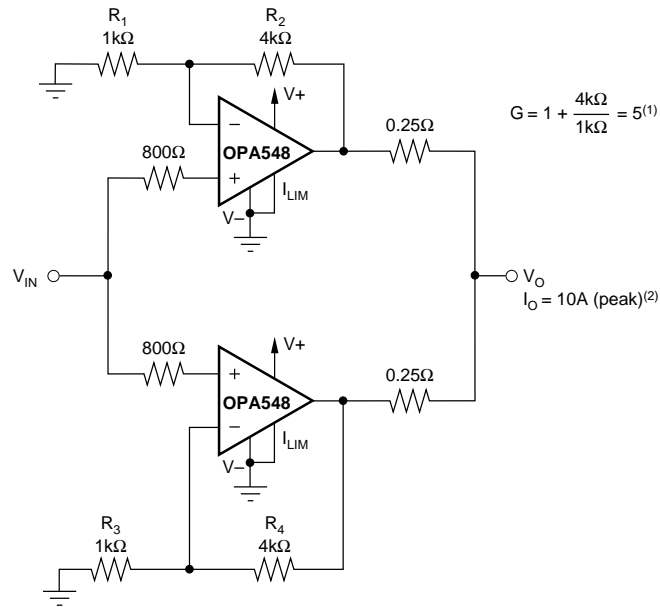 R1
1kΩ
R2
4kΩ
V+
G = 1 + 4kΩ/1kΩ = 5(1)
0.25Ω
–
OPA548
+
800Ω
ILIM
V–
VIN
VO
IO = 10A (peak)(2)
800Ω
V+
0.25Ω
+
OPA548
–
ILIM
V–
R3
1kΩ
R4
4kΩ